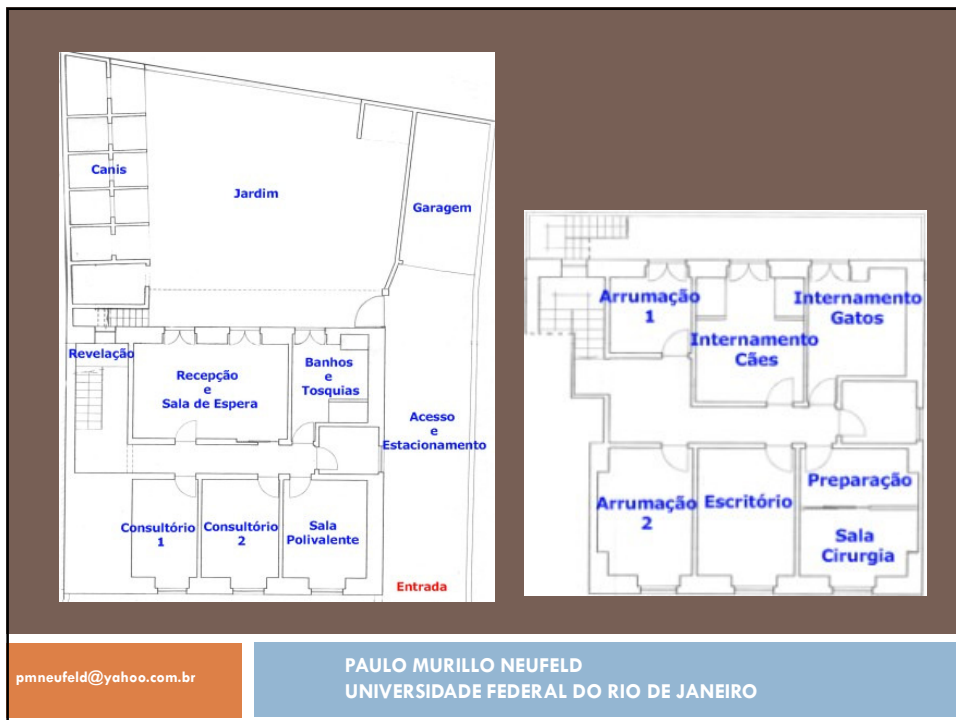 Canis
Jardim
Garagem
Revelação
Recepção
e
Sala de Espera
Banhos
e
Tosquias
Acesso
e
Estacionamento
Consultório
1
Consultório
2
Sala
Polivalente
Entrada
Arrumação
1
Internamento
Cães
Internamento
Gatos
Arrumação
2
Escritório
Preparação
Sala
Cirurgia
pmneufeld@yahoo.com.br
PAULO MURILLO NEUFELD
UNIVERSIDADE FEDERAL DO RIO DE JANEIRO